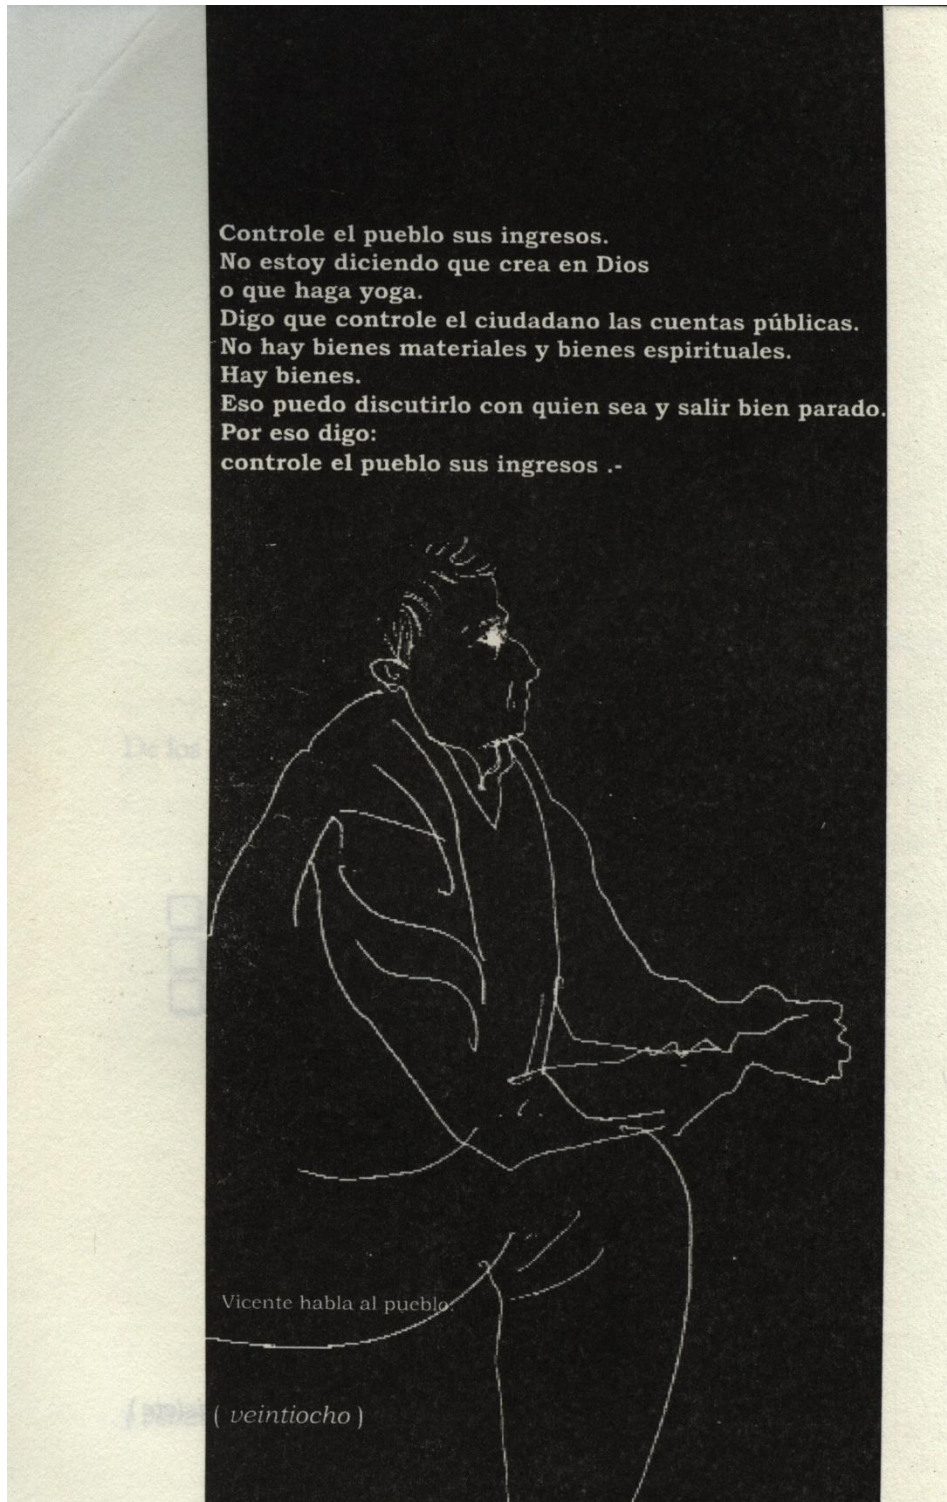 Controle el pueblo sus ingresos.
No estoy diciendo que crea en Dios
o que haga yoga.
Digo que controle el ciudadano las cuentas públicas.
No hay bienes materiales y bienes espirituales.
Hay bienes.
Eso puedo discutirlo con quien sea y salir bien parado.
Por eso digo:
controle el pueblo sus ingresos .-
De los
Vicente habla al pueblo.
( veintiocho )